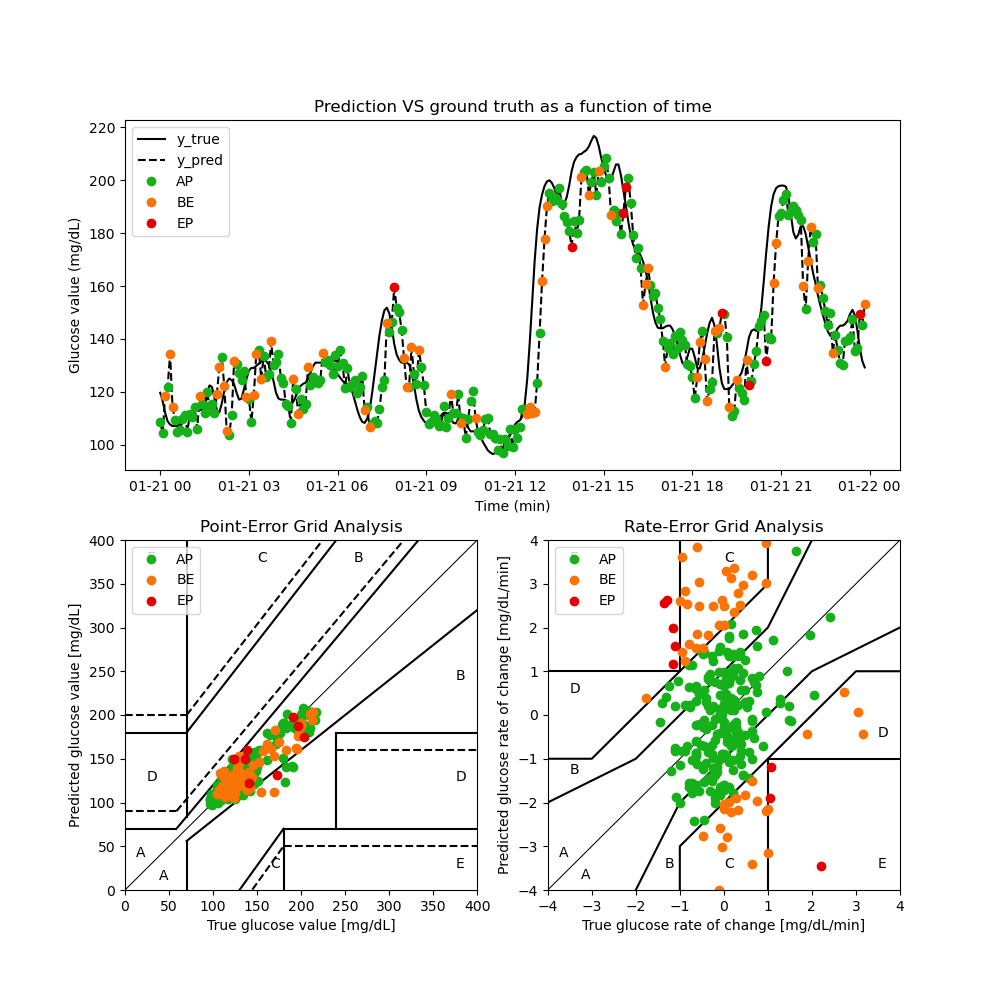 Prediction VS ground truth as a function of time
Glucose value (mg/dL)
220
200
180
160
140
120
100
y_true
y_pred
AP
BE
EP
01-21 00 01-21 03 01-21 06 01-21 09 01-21 12 01-21 15 01-21 18 01-21 21 01-22 00
Time (min)
Point-Error Grid Analysis
Predicted glucose value [mg/dL]
400
350
300
250
200
150
100
50
0
AP
BE
EP
C
B
B
D
D
A
A
C
E
0 50 100 150 200 250 300 350 400
True glucose value [mg/dL]
Rate-Error Grid Analysis
Predicted glucose rate of change [mg/dL/min]
4
3
2
1
0
−1
−2
−3
−4
AP
BE
EP
C
D
D
B
A
A
B
C
E
−4 −3 −2 −1 0 1 2 3 4
True glucose rate of change [mg/dL/min]